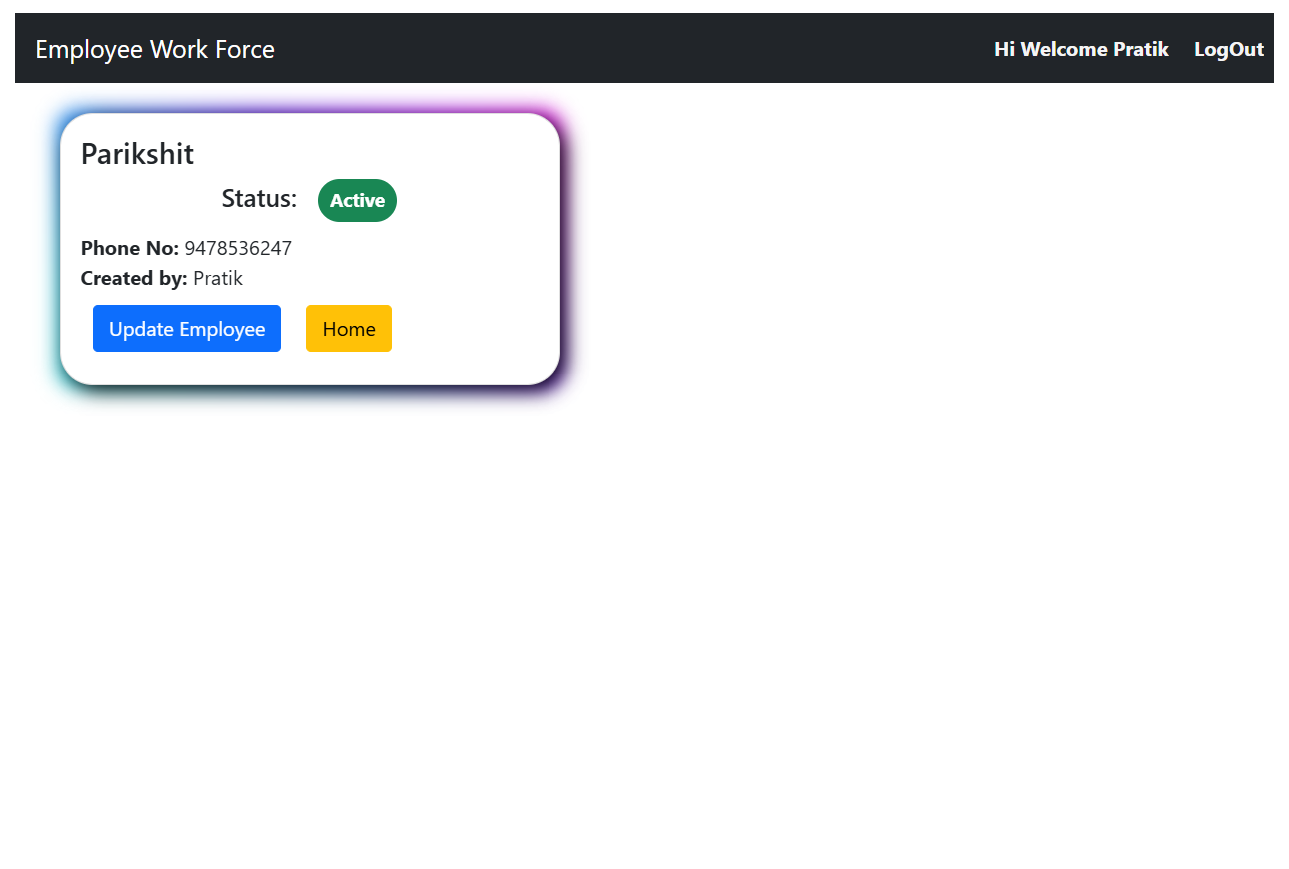 Employee Work Force Hi Welcome Pratik LogOut
Parikshit
Status: Active
Phone No: 9478536247
Created by: Pratik
Update Employee Home